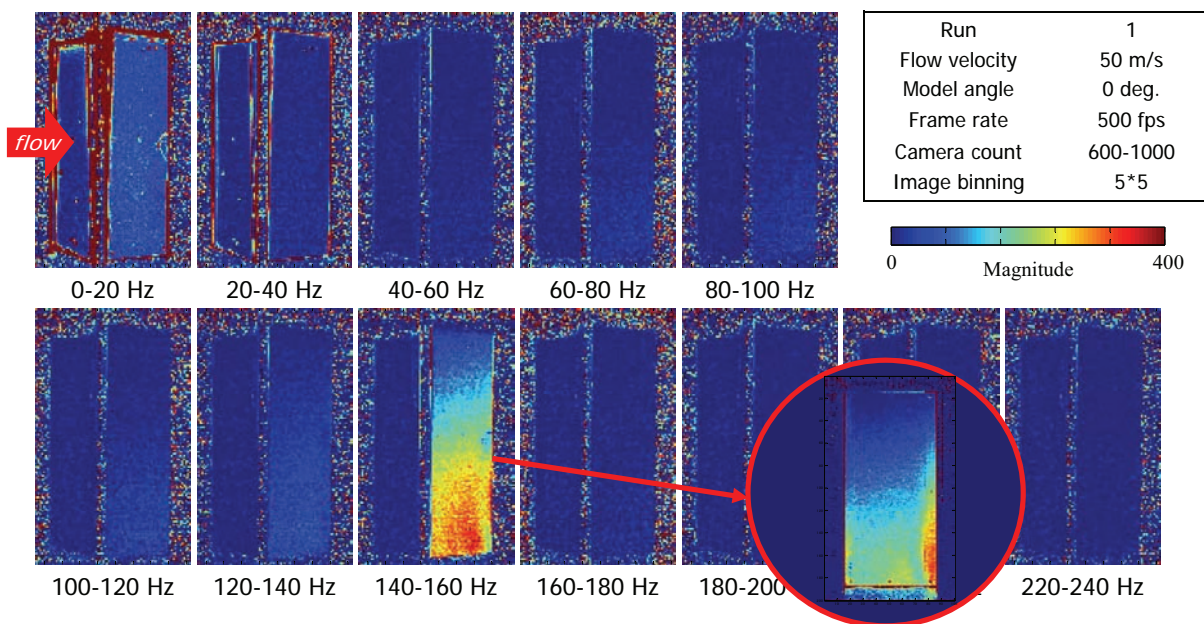 flow
Run 1
Flow velocity 50 m/s
Model angle 0 deg.
Frame rate 500 fps
Camera count 600-1000
Image binning 5*5
0 Magnitude 400
0-20 Hz 20-40 Hz 40-60 Hz 60-80 Hz 80-100 Hz
100-120 Hz 120-140 Hz 140-160 Hz 160-180 Hz 180-200 220-240 Hz